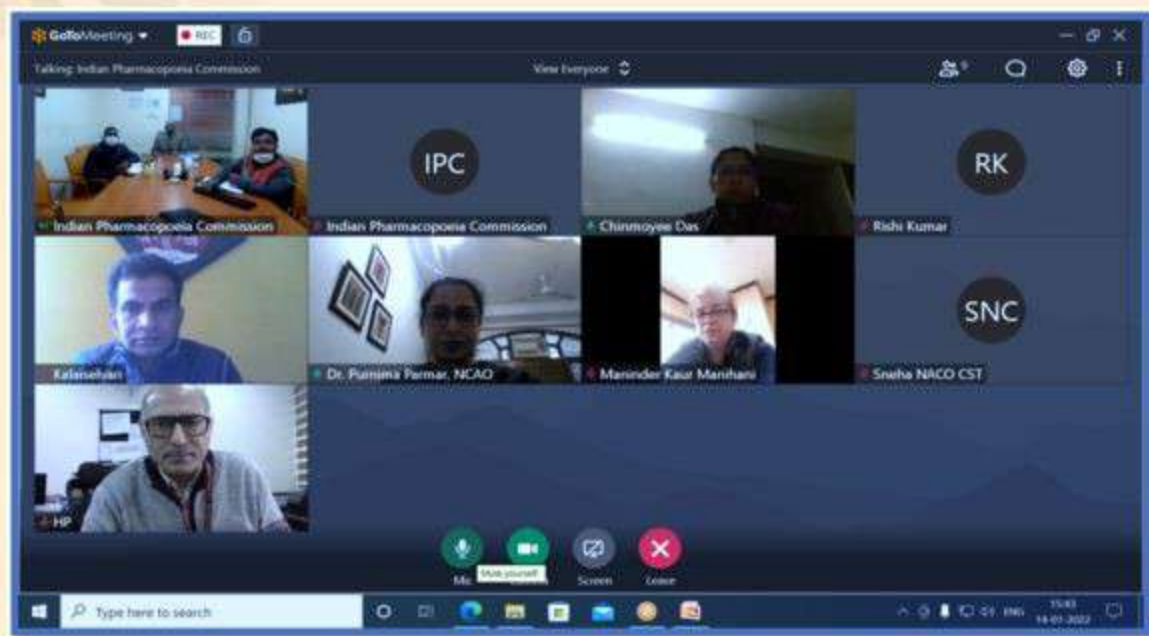 GoToMeeting
REC
Talking: Indian Pharmacopoeia Commission
View Everyone
9
IPC
RK
Indian Pharmacopoeia Commission
Indian Pharmacopoeia Commission
Chinmoyee Das
Rishi Kumar
SNC
Kalaiselvan
Dr. Purnima Parmar, NCAO
Maninder Kaur Manshani
Sneha NACO CST
HP
Mic
Mute yourself
Screen
Leave
Type here to search
ENG
15:43
14-01-2022